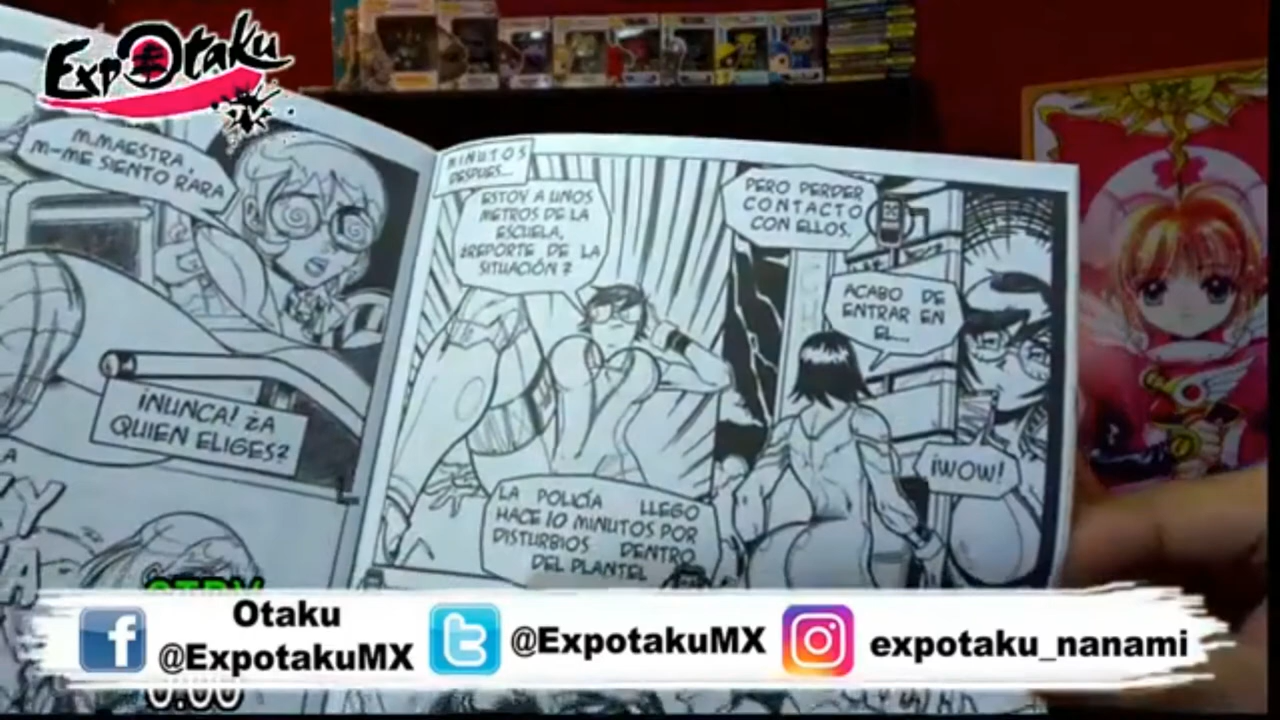 ExpOtaku
M.MAESTRA,
M-ME SIENTO RARA
¡NUNCA! ¿A
QUIEN ELIGES?
MINUTOS
DESPUES...
ESTOY A UNOS
METROS DE LA
ESCUELA,
¿REPORTE DE LA
SITUACIÓN?
LA POLICÍA LLEGO
HACE 10 MINUTOS POR
DISTURBIOS DENTRO
DEL PLANTEL
PERO PERDER
CONTACTO
CON ELLOS.
ACABO DE
ENTRAR EN
EL...
¡WOW!
Otaku
@ExpotakuMX
@ExpotakuMX
expotaku_nanami